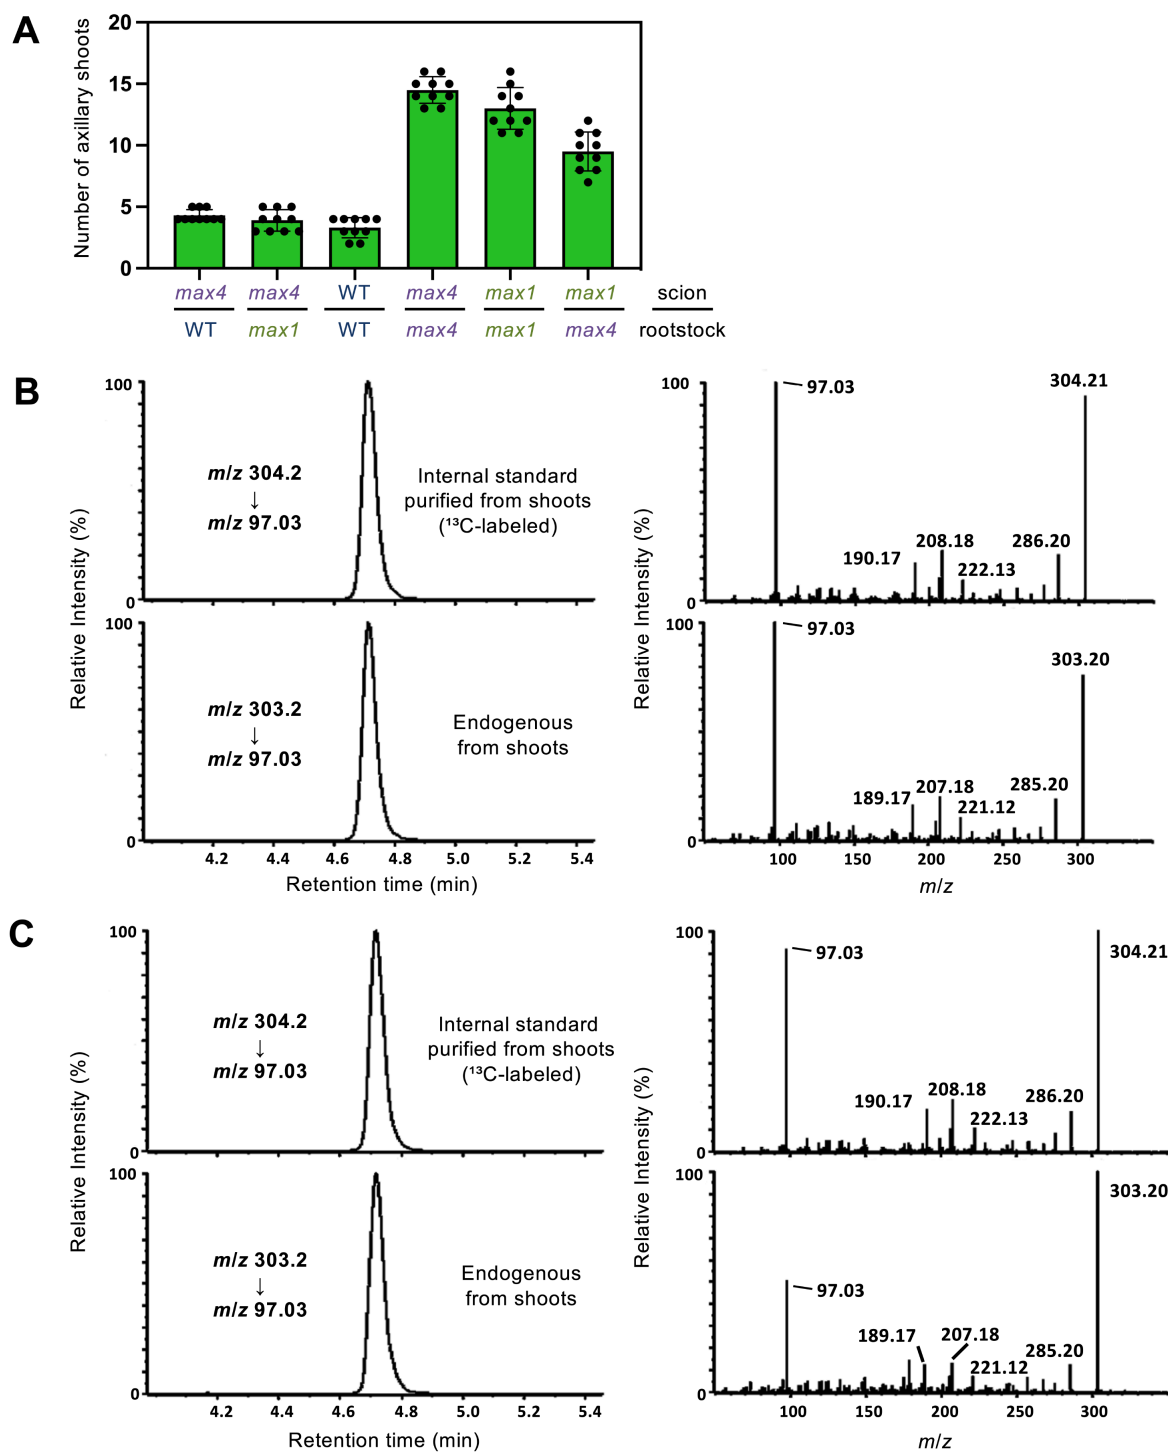 A
Number of axillary shoots
20
15
10
5
0
max4 max4 WT max4 max1 max1 scion
WT max1 WT max4 max1 max4 rootstock
B
Relative Intensity (%)
100
m/z 304.2
↓
m/z 97.03
Internal standard
purified from shoots
(¹³C-labeled)
0
100
m/z 303.2
↓
m/z 97.03
Endogenous
from shoots
0
4.2 4.4 4.6 4.8 5.0 5.2 5.4
Retention time (min)
Relative Intensity (%)
100
97.03
304.21
190.17
208.18
222.13
286.20
0
100
97.03
303.20
189.17
207.18
221.12
285.20
0
100 150 200 250 300
m/z
C
Relative Intensity (%)
100
m/z 304.2
↓
m/z 97.03
Internal standard
purified from shoots
(¹³C-labeled)
0
100
m/z 303.2
↓
m/z 97.03
Endogenous
from shoots
0
4.2 4.4 4.6 4.8 5.0 5.2 5.4
Retention time (min)
Relative Intensity (%)
100
97.03
304.21
190.17
208.18
222.13
286.20
0
100
303.20
97.03
189.17
207.18
221.12
285.20
0
100 150 200 250 300
m/z